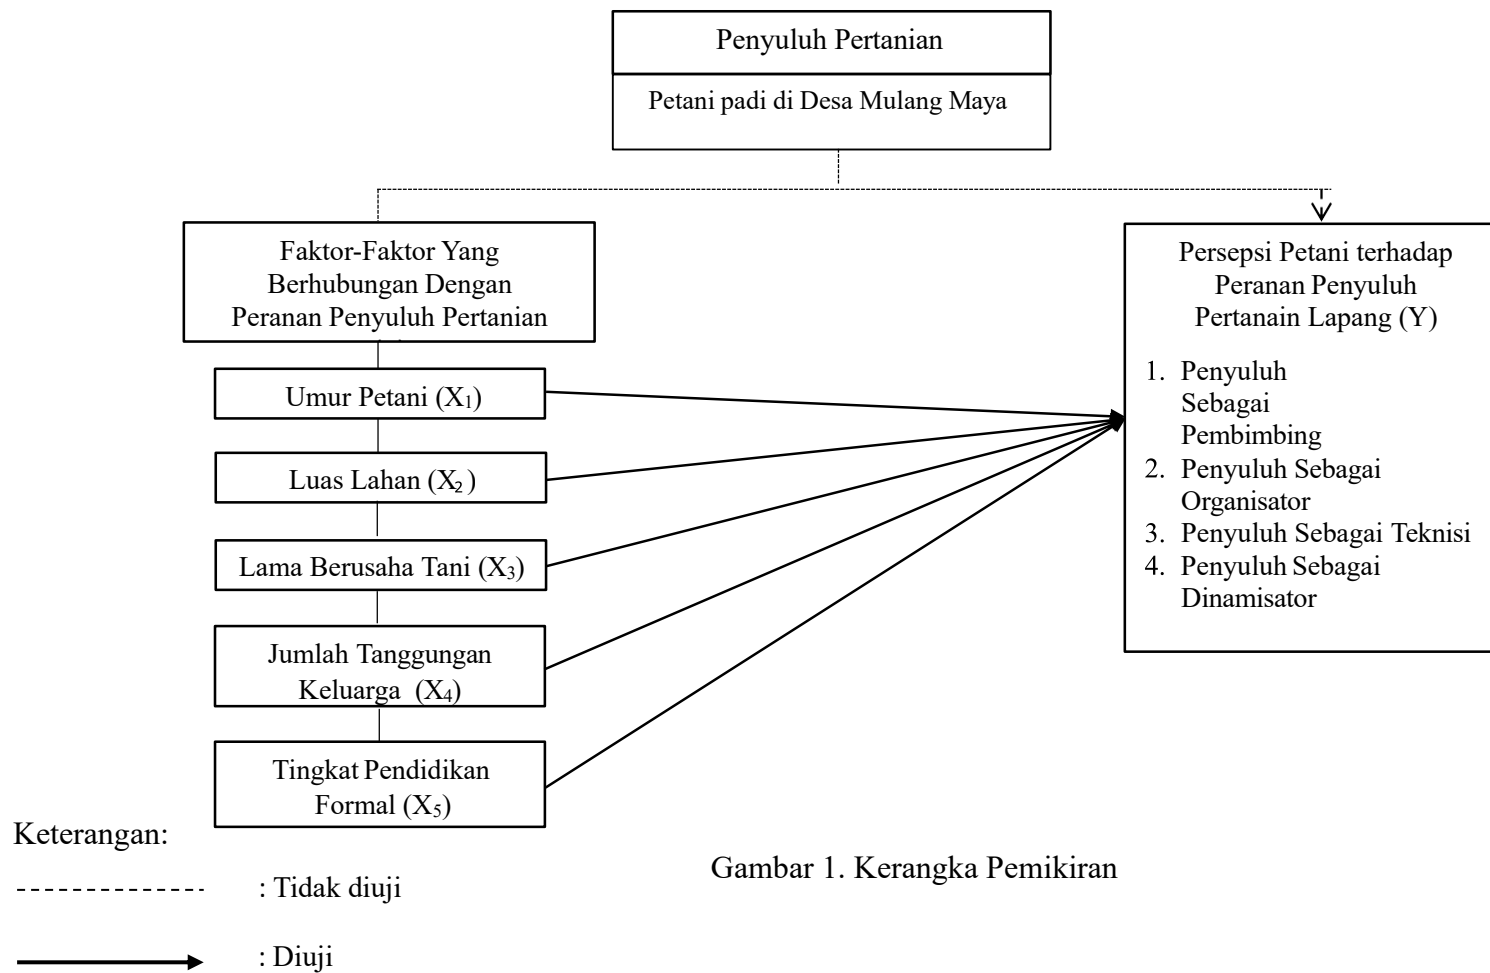 Penyuluh Pertanian
Petani padi di Desa Mulang Maya
Faktor-Faktor Yang
Berhubungan Dengan
Peranan Penyuluh Pertanian
Umur Petani (X₁)
Luas Lahan (X₂)
Lama Berusaha Tani (X₃)
Jumlah Tanggungan
Keluarga (X₄)
Tingkat Pendidikan
Formal (X₅)
Persepsi Petani terhadap
Peranan Penyuluh
Pertanain Lapang (Y)
1. Penyuluh
Sebagai
Pembimbing
2. Penyuluh Sebagai
Organisator
3. Penyuluh Sebagai Teknisi
4. Penyuluh Sebagai
Dinamisator
Keterangan:
: Tidak diuji
: Diuji
Gambar 1. Kerangka Pemikiran